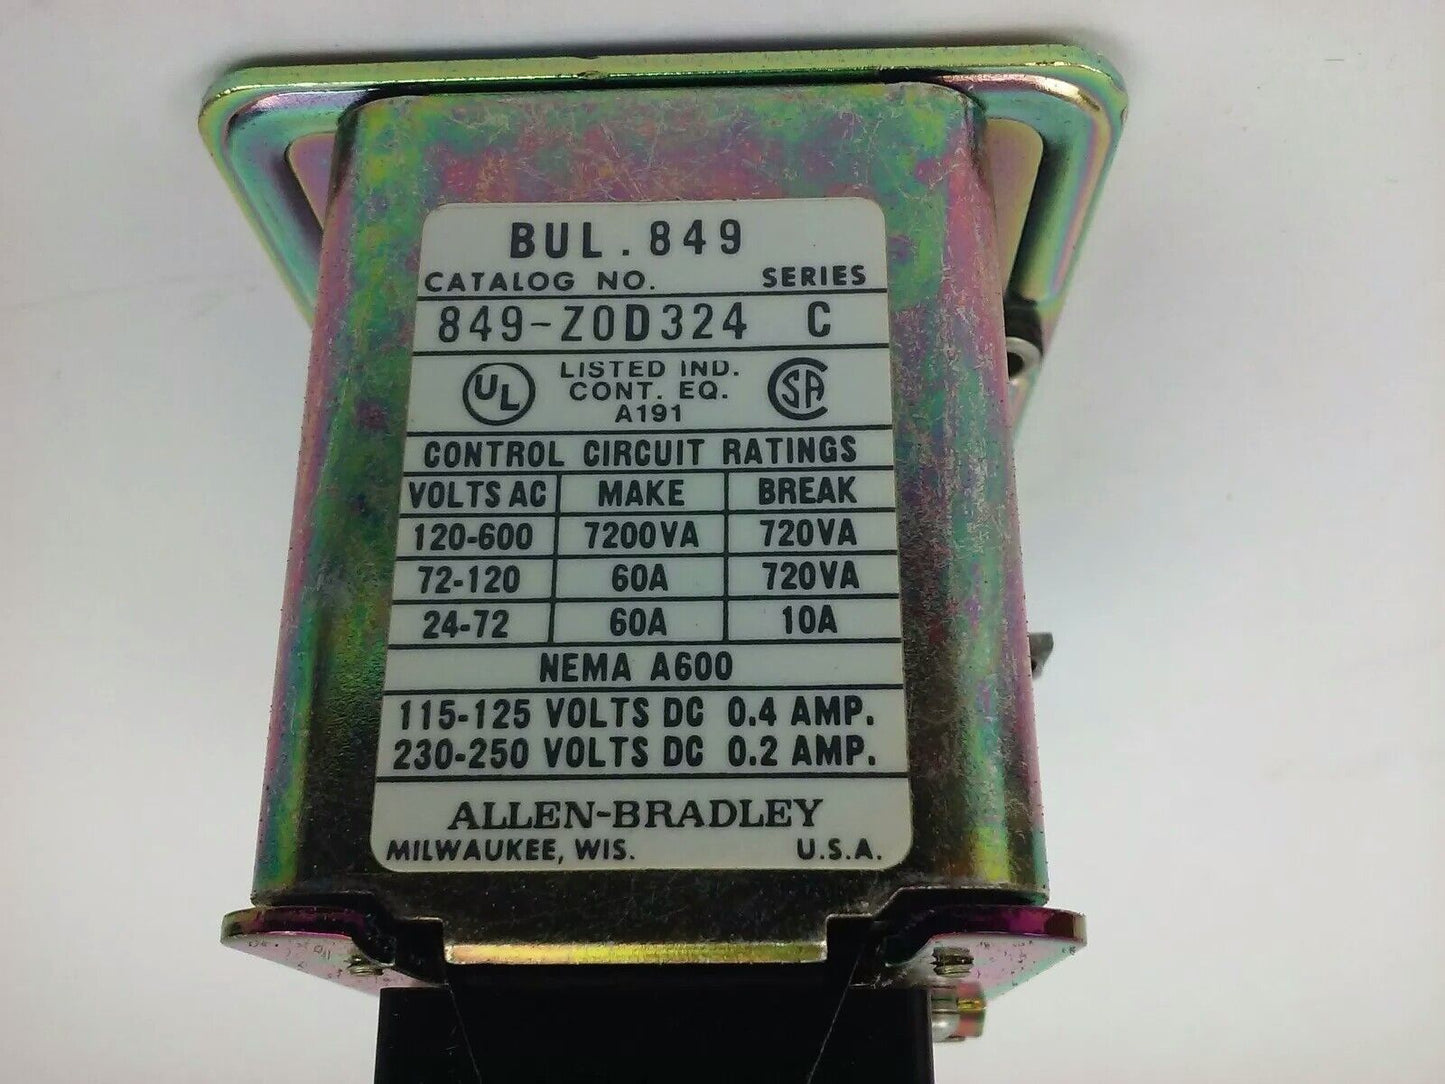 BUL. 849
CATALOG NO. SERIES
849-Z0D324 C
UL LISTED IND. CONT. EQ. A191 CSA
CONTROL CIRCUIT RATINGS
VOLTS AC MAKE BREAK
120-600 7200VA 720VA
72-120 60A 720VA
24-72 60A 10A
NEMA A600
115-125 VOLTS DC 0.4 AMP.
230-250 VOLTS DC 0.2 AMP.
ALLEN-BRADLEY
MILWAUKEE, WIS. U.S.A.